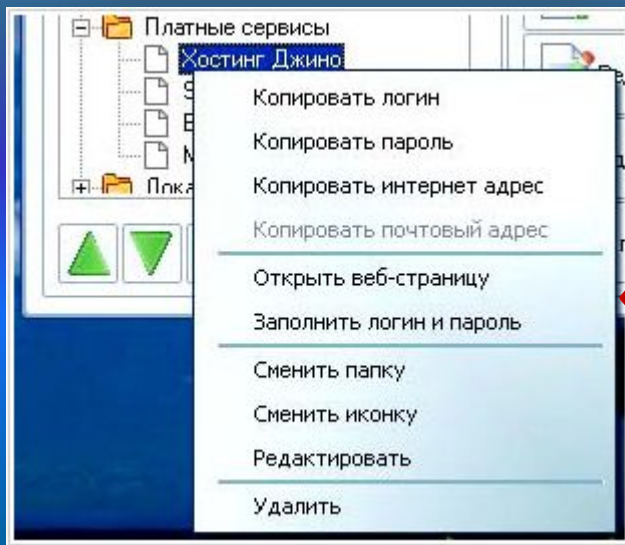 Платные сервисы
Хостинг Джино
Копировать логин
Копировать пароль
Копировать интернет адрес
Копировать почтовый адрес
Открыть веб-страницу
Заполнить логин и пароль
Сменить папку
Сменить иконку
Редактировать
Удалить